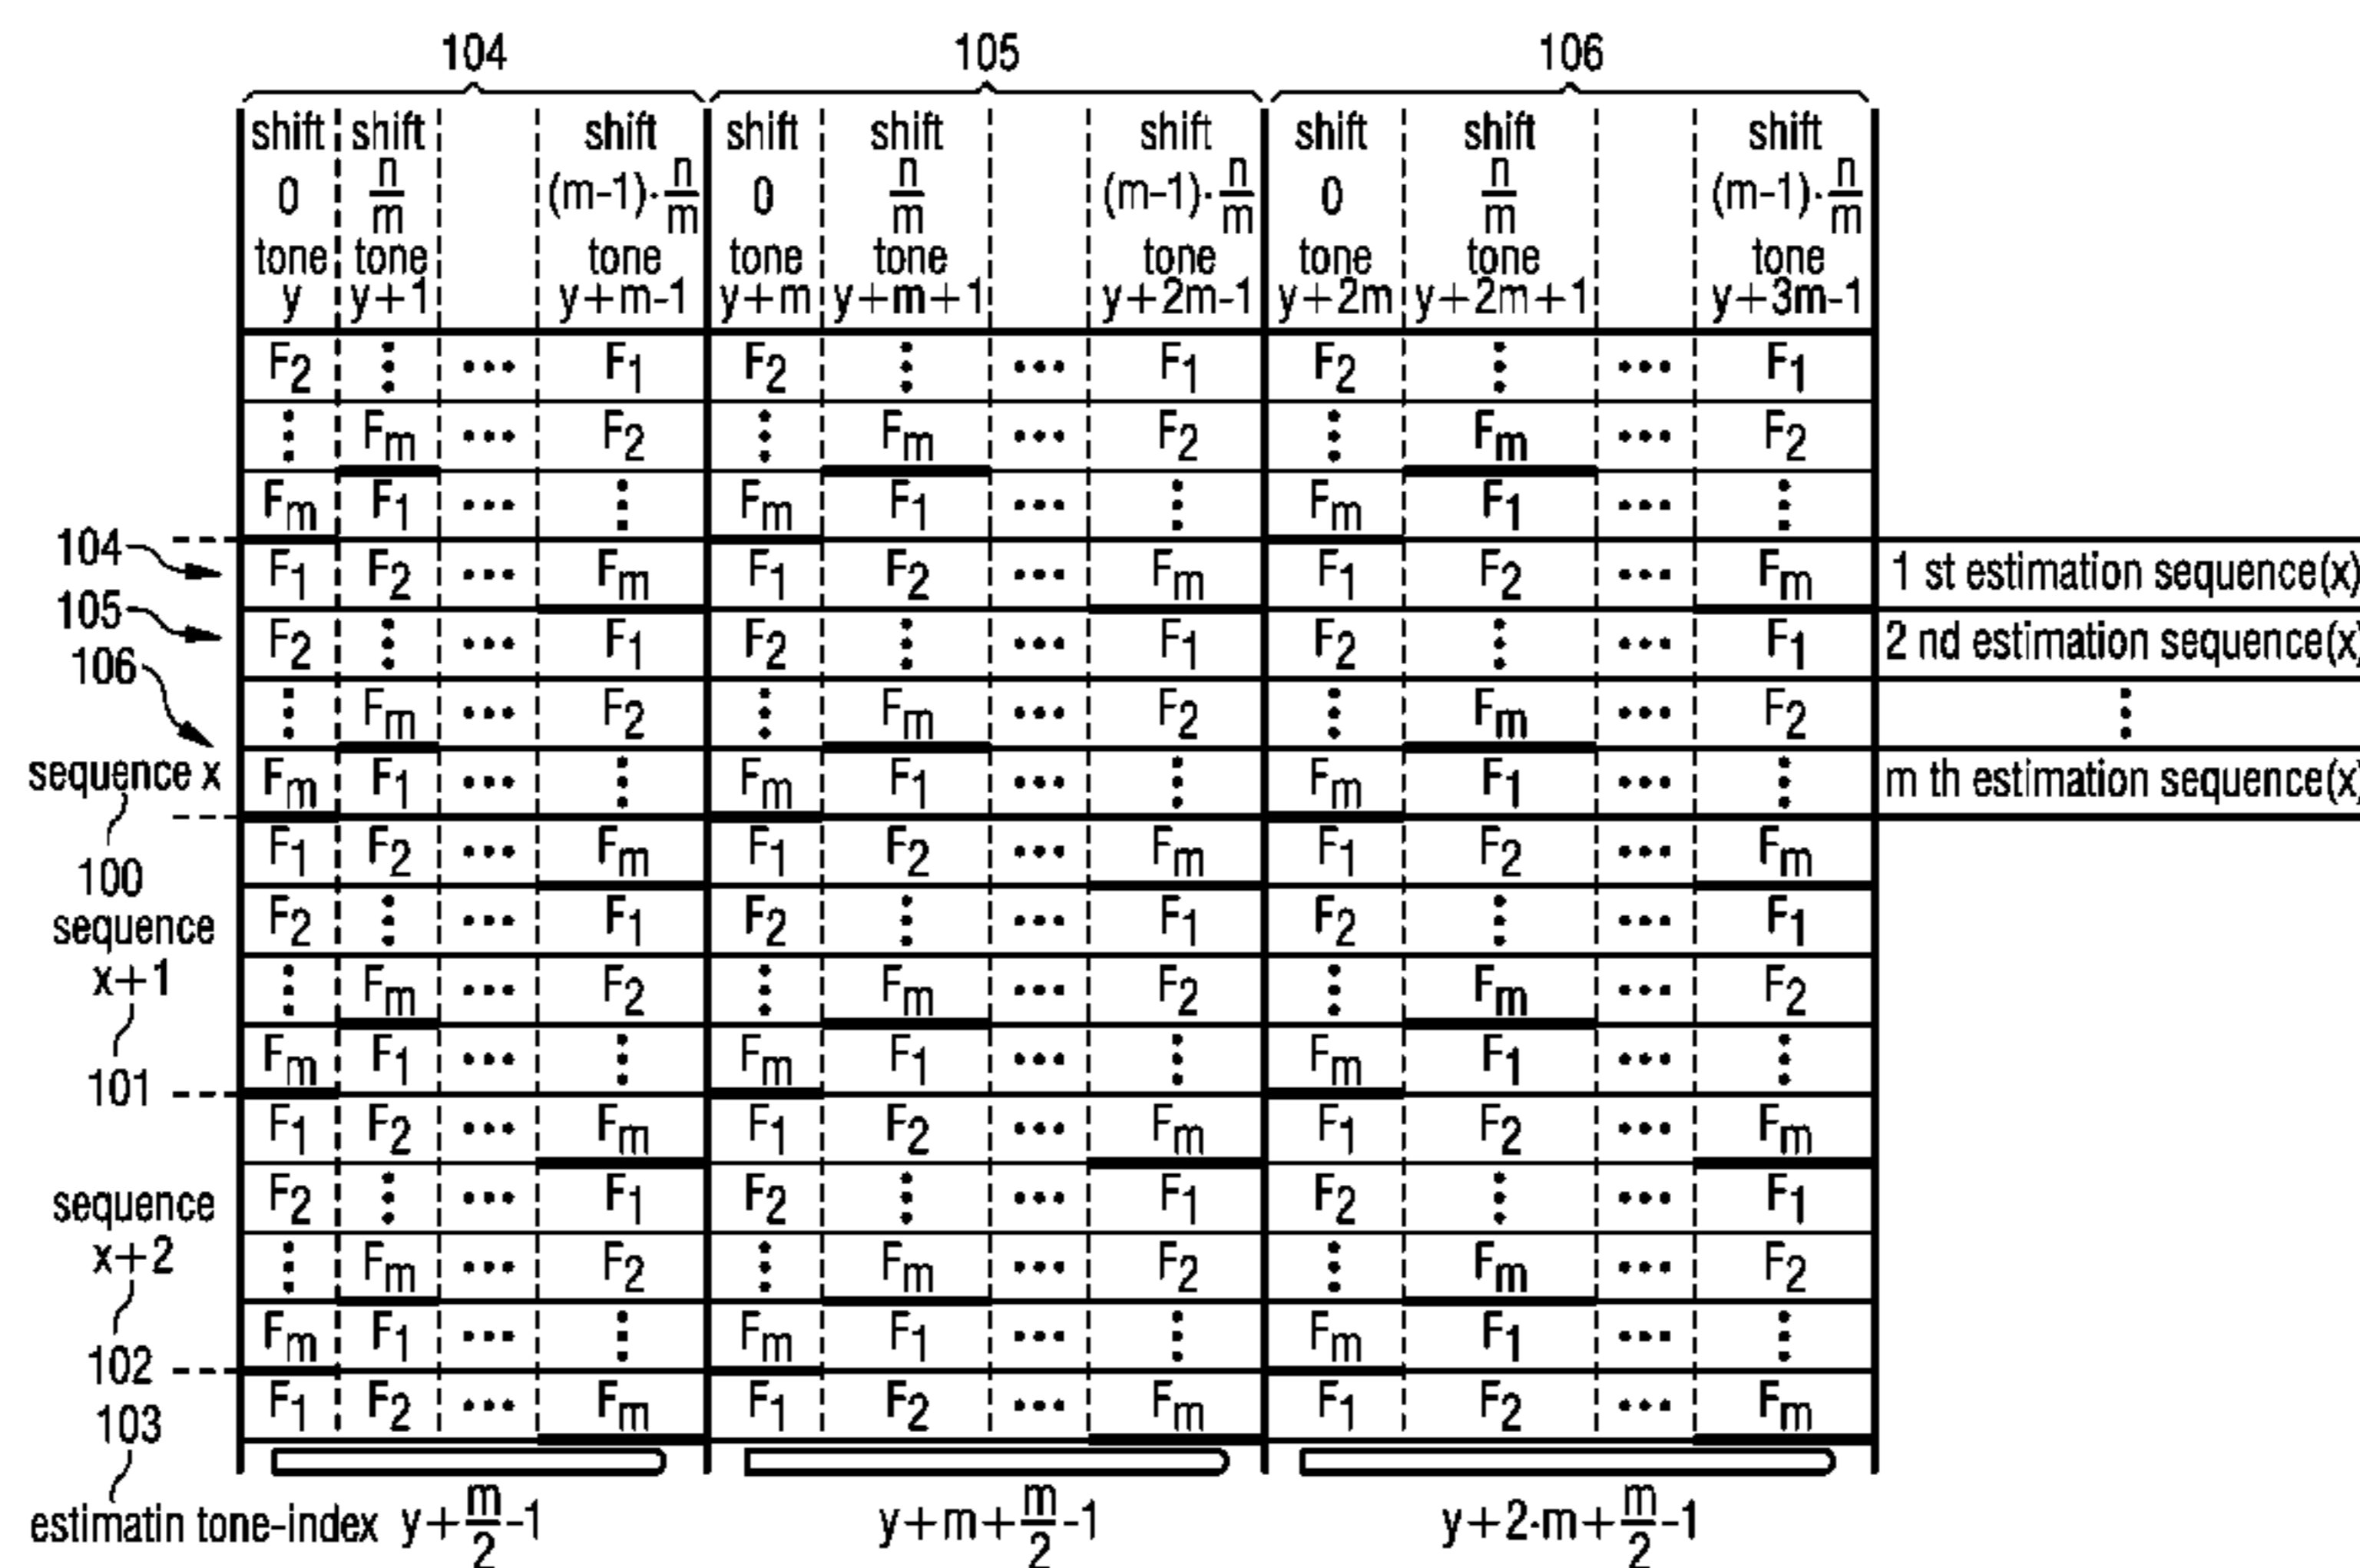 104 105 106
shift shift shift shift shift shift shift shift shift
0 n/m (m-1)·n/m 0 n/m (m-1)·n/m 0 n/m (m-1)·n/m
tone tone tone tone tone tone tone tone tone
y y+1 y+m-1 y+m y+m+1 y+2m-1 y+2m y+2m+1 y+3m-1
F2 ⋮ ••• F1 F2 ⋮ ••• F1 F2 ⋮ ••• F1
⋮ Fm ••• F2 ⋮ Fm ••• F2 ⋮ Fm ••• F2
Fm F1 ••• ⋮ Fm F1 ••• ⋮ Fm F1 ••• ⋮
104 F1 F2 ••• Fm F1 F2 ••• Fm F1 F2 ••• Fm 1 st estimation sequence(x)
105 F2 ⋮ ••• F1 F2 ⋮ ••• F1 F2 ⋮ ••• F1 2 nd estimation sequence(x)
106 ⋮ Fm ••• F2 ⋮ Fm ••• F2 ⋮ Fm ••• F2 ⋮
sequence x Fm F1 ••• ⋮ Fm F1 ••• ⋮ Fm F1 ••• ⋮ m th estimation sequence(x)
100 F1 F2 ••• Fm F1 F2 ••• Fm F1 F2 ••• Fm
sequence F2 ⋮ ••• F1 F2 ⋮ ••• F1 F2 ⋮ ••• F1
x+1 ⋮ Fm ••• F2 ⋮ Fm ••• F2 ⋮ Fm ••• F2
101 Fm F1 ••• ⋮ Fm F1 ••• ⋮ Fm F1 ••• ⋮
F1 F2 ••• Fm F1 F2 ••• Fm F1 F2 ••• Fm
sequence F2 ⋮ ••• F1 F2 ⋮ ••• F1 F2 ⋮ ••• F1
x+2 ⋮ Fm ••• F2 ⋮ Fm ••• F2 ⋮ Fm ••• F2
102 Fm F1 ••• ⋮ Fm F1 ••• ⋮ Fm F1 ••• ⋮
103 F1 F2 ••• Fm F1 F2 ••• Fm F1 F2 ••• Fm
estimatin tone-index y+m/2-1 y+m+m/2-1 y+2·m+m/2-1